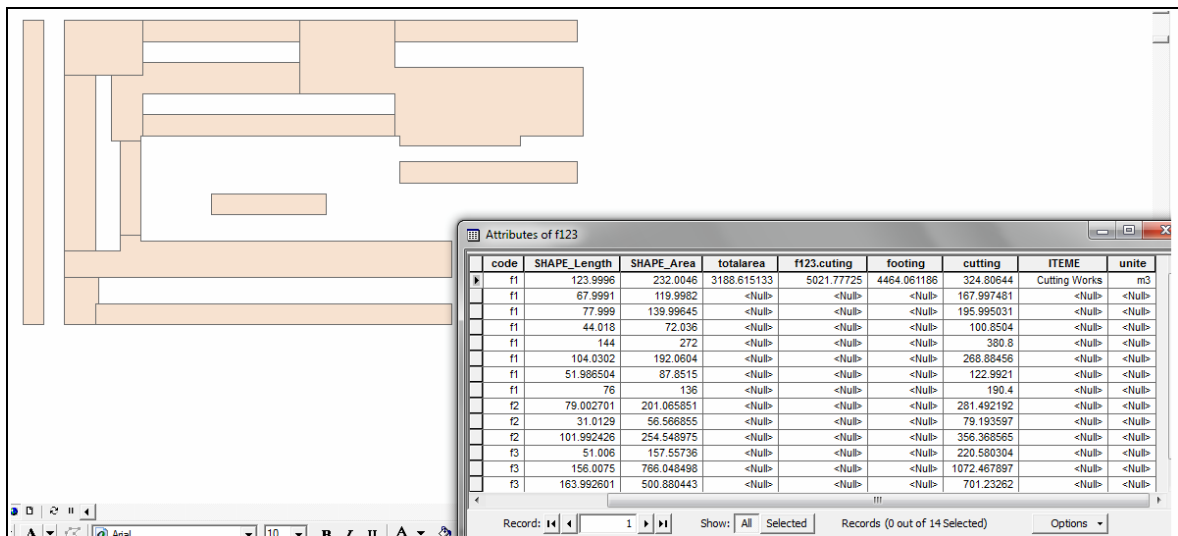 Attributes of f123
code SHAPE_Length SHAPE_Area totalarea f123.cuting footing cutting ITEME unite
f1 123.9996 232.0046 3188.615133 5021.77725 4464.061186 324.80644 Cutting Works m3
f1 67.9991 119.9982 <Null> <Null> <Null> 167.997481 <Null> <Null>
f1 77.999 139.99645 <Null> <Null> <Null> 195.995031 <Null> <Null>
f1 44.018 72.036 <Null> <Null> <Null> 100.8504 <Null> <Null>
f1 144 272 <Null> <Null> <Null> 380.8 <Null> <Null>
f1 104.0302 192.0604 <Null> <Null> <Null> 268.88456 <Null> <Null>
f1 51.986504 87.8515 <Null> <Null> <Null> 122.9921 <Null> <Null>
f1 76 136 <Null> <Null> <Null> 190.4 <Null> <Null>
f2 79.002701 201.065851 <Null> <Null> <Null> 281.492192 <Null> <Null>
f2 31.0129 56.566855 <Null> <Null> <Null> 79.193597 <Null> <Null>
f2 101.992426 254.548975 <Null> <Null> <Null> 356.368565 <Null> <Null>
f3 51.006 157.55736 <Null> <Null> <Null> 220.580304 <Null> <Null>
f3 156.0075 766.048498 <Null> <Null> <Null> 1072.467897 <Null> <Null>
f3 163.992601 500.880443 <Null> <Null> <Null> 701.23262 <Null> <Null>
Record: 1 Show: All Selected Records (0 out of 14 Selected) Options
A Arial 10 B I U A